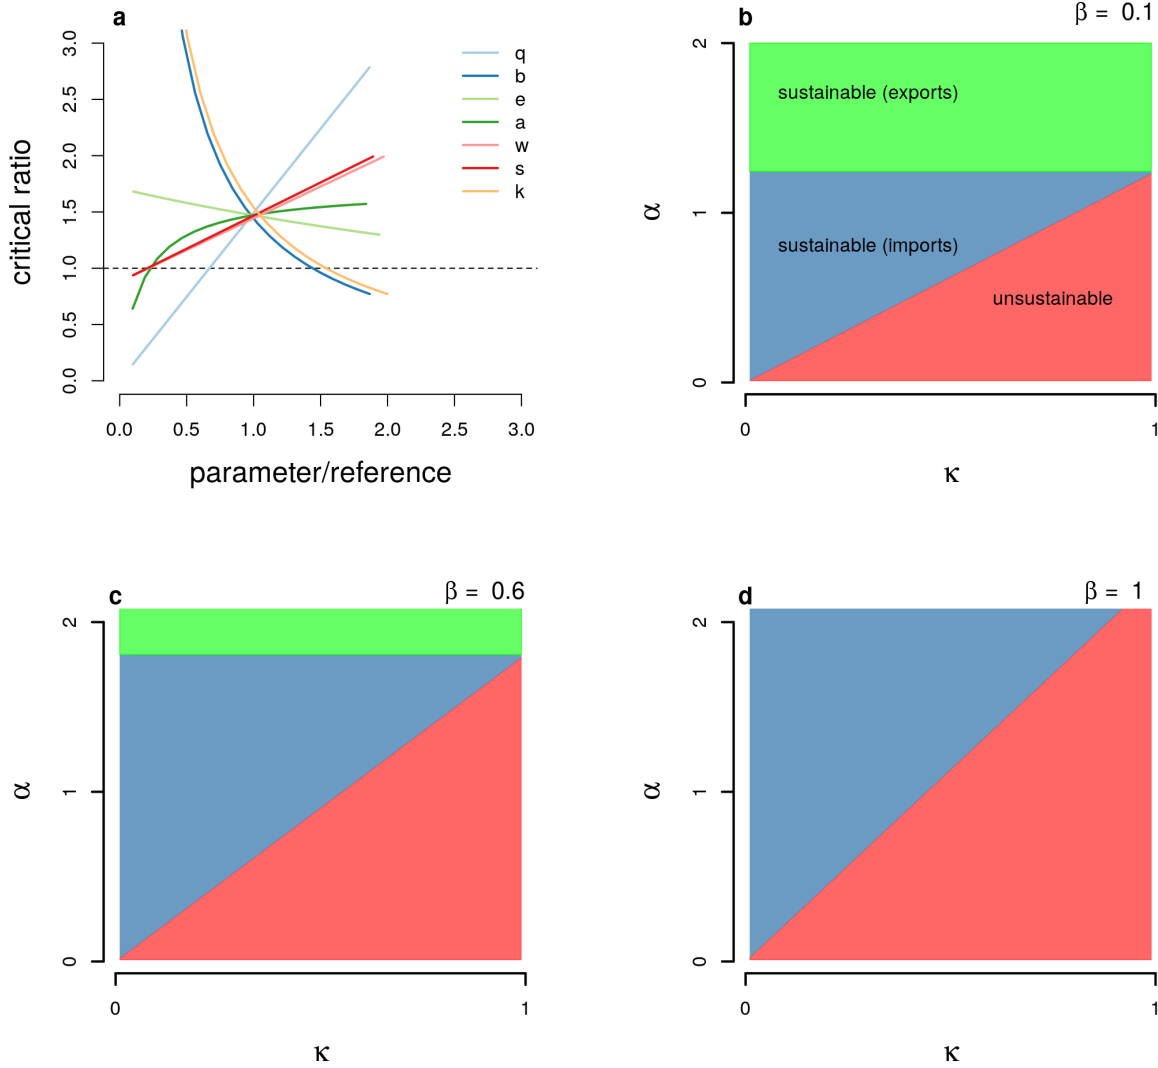 a
critical ratio
3.0
2.5
2.0
1.5
1.0
0.5
0.0
q
b
e
a
w
s
k
0.0 0.5 1.0 1.5 2.0 2.5 3.0
parameter/reference
b
β = 0.1
α
2
1
0
sustainable (exports)
sustainable (imports)
unsustainable
0 1
κ
c
β = 0.6
α
2
1
0
0 1
κ
d
β = 1
α
2
1
0
0 1
κ